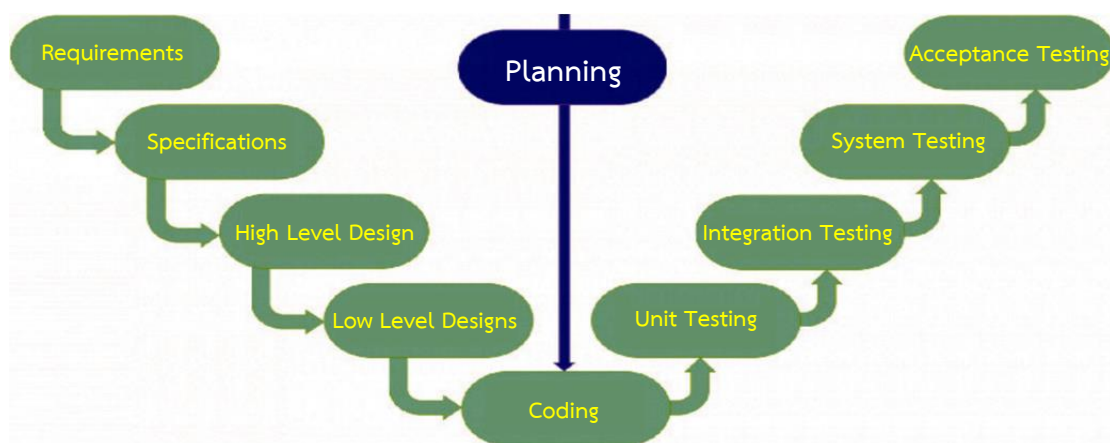 Requirements
Planning
Acceptance Testing
Specifications
System Testing
High Level Design
Integration Testing
Low Level Designs
Unit Testing
Coding